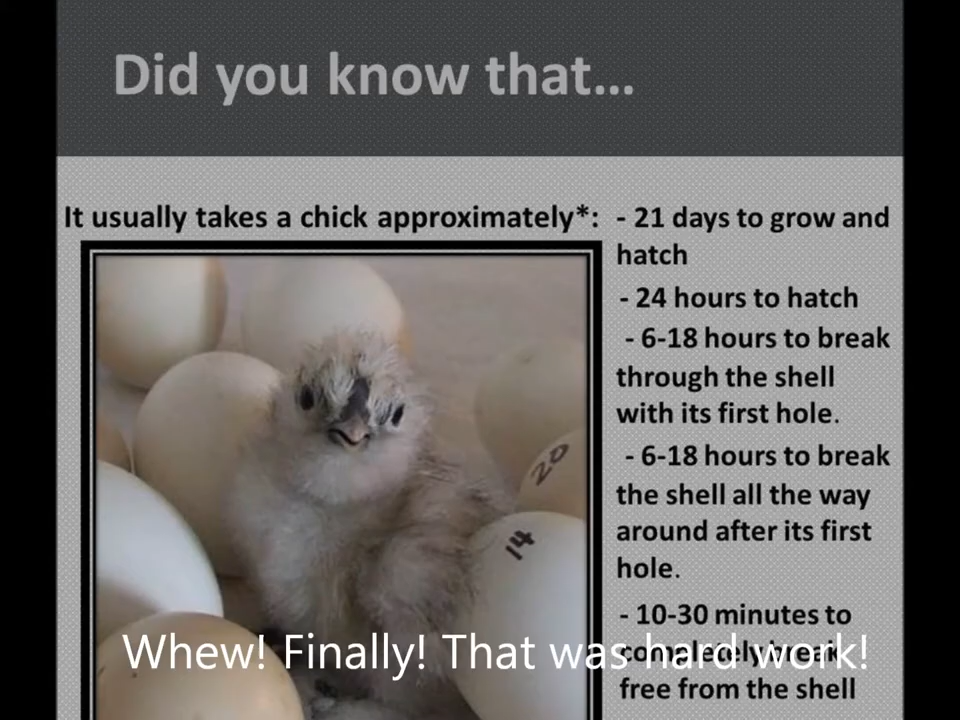 Did you know that...
It usually takes a chick approximately*:
- 21 days to grow and
hatch
- 24 hours to hatch
- 6-18 hours to break
through the shell
with its first hole.
- 6-18 hours to break
the shell all the way
around after its first
hole.
- 10-30 minutes to
completely break
free from the shell
20
14
Whew! Finally! That was hard work!